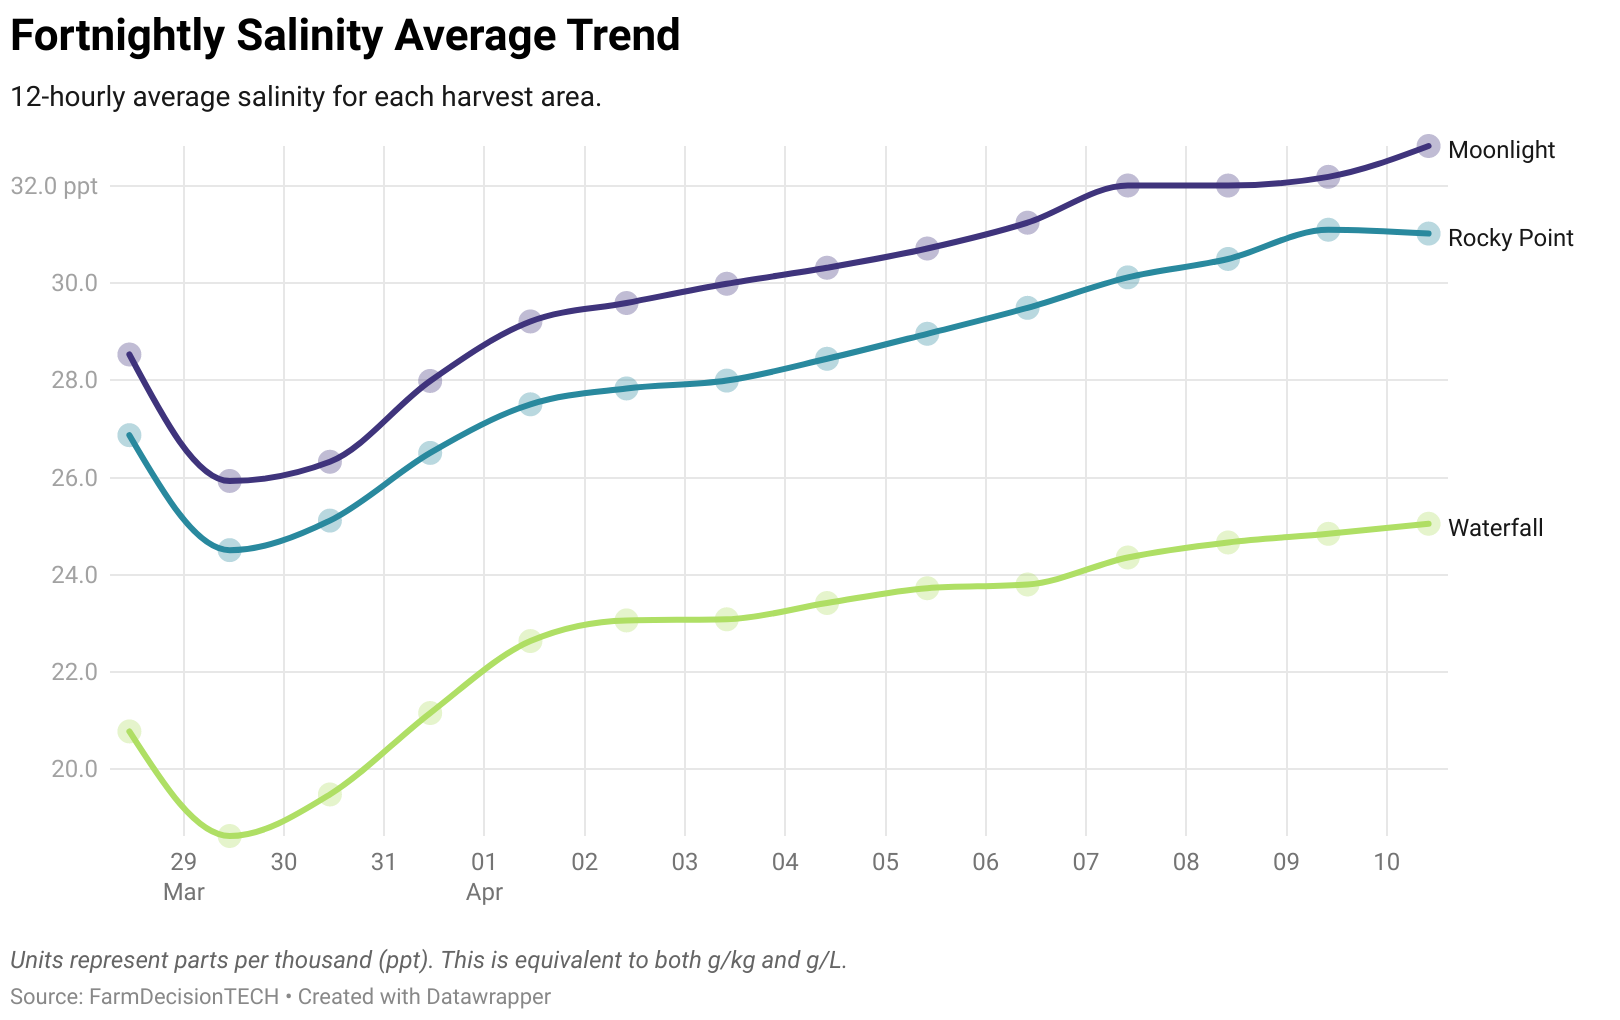 Fortnightly Salinity Average Trend
12-hourly average salinity for each harvest area.
Moonlight
32.0 ppt
Rocky Point
30.0
28.0
26.0
Waterfall
24.0
22.0
20.0
29 30 31 01 02 03 04 05 06 07 08 09 10
Mar Apr
Units represent parts per thousand (ppt). This is equivalent to both g/kg and g/L.
Source: FarmDecisionTECH • Created with Datawrapper